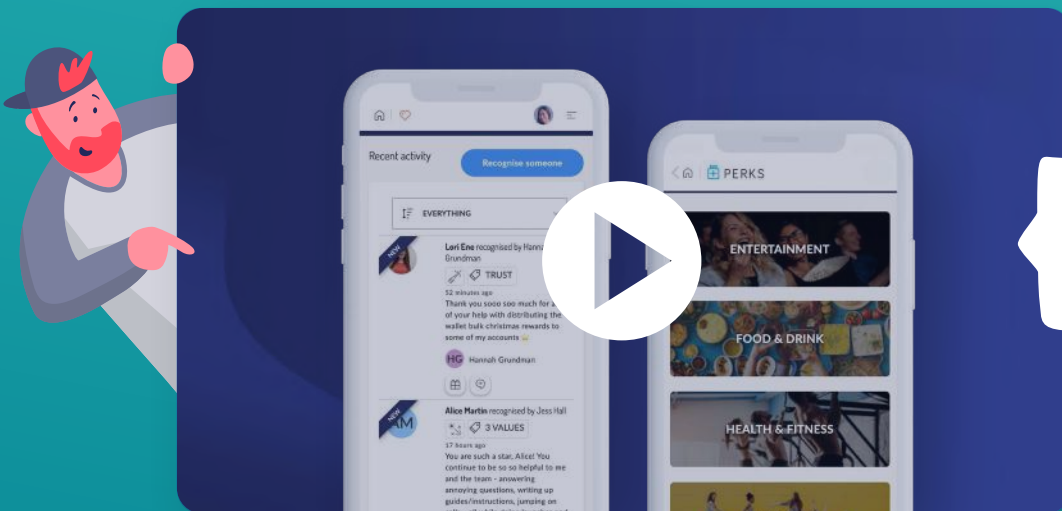 Recent activity
Recognise someone
EVERYTHING
NEW
Lori Ene recognised by Hanna
Grundman
TRUST
52 minutes ago
Thank you sooo soo much for a
of your help with distributing the
wallet bulk christmas rewards to
some of my accounts
HG Hannah Grundman
NEW
AM
Alice Martin recognised by Jess Hall
3 VALUES
17 hours ago
You are such a star, Alice! You
continue to be so so helpful to me
and the team - answering
annoying questions, writing up
guides/instructions, jumping on
PERKS
ENTERTAINMENT
FOOD & DRINK
HEALTH & FITNESS